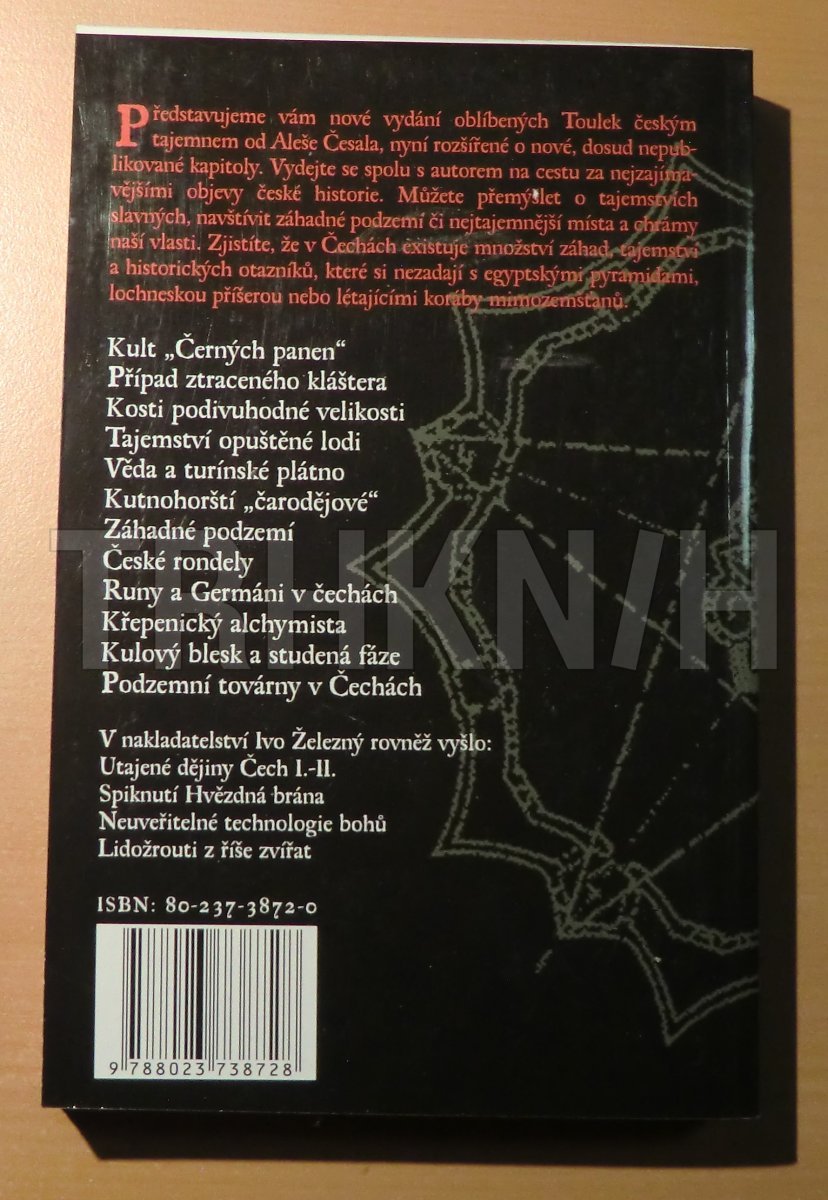 Představujeme vám nové vydání oblíbených Toulek českým
tajemnem od Aleše Česala, nyní rozšířené o nové, dosud nepub-
likované kapitoly. Vydejte se spolu s autorem na cestu za nejzajíma-
vějšími objevy české historie. Můžete přemýšlet o tajemstvích
slavných, navštívit záhadné podzemí či nejtajemnější místa a chrámy
naší vlasti. Zjistíte, že v Čechách existuje množství záhad, tajemství
a historických otazníků, které si nezadají s egyptskými pyramidami,
lochneskou příšerou nebo létajícími koráby mimozemšťanů.
Kult „Černých panen“
Případ ztraceného kláštera
Kosti podivuhodné velikosti
Tajemství opuštěné lodi
Věda a turínské plátno
Kutnohorští „čarodějové“
Záhadné podzemí
České rondely
Runy a Germáni v čechách
Křepenický alchymista
Kulový blesk a studená fáze
Podzemní továrny v Čechách
TRHKN/H
V nakladatelství Ivo Železný rovněž vyšlo:
Utajené dějiny Čech I.-II.
Spiknutí Hvězdná brána
Neuveřitelné technologie bohů
Lidožrouti z říše zvířat
ISBN: 80-237-3872-0
9 788023 738728